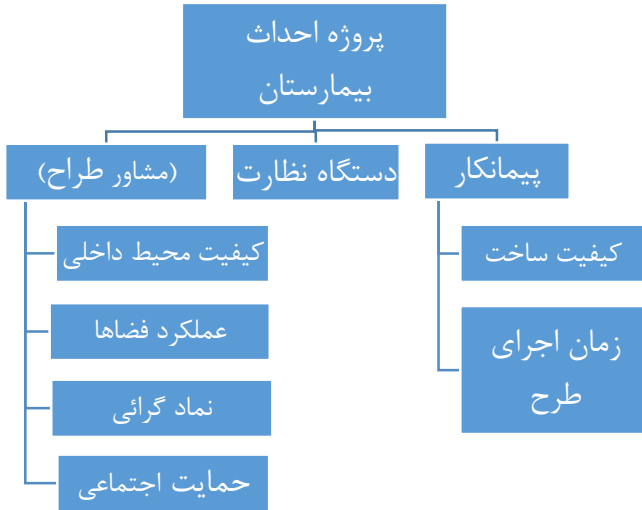 پروژه احداث
بیمارستان
پیمانکار
دستگاه نظارت
(مشاور طراح)
کیفیت ساخت
زمان اجرای
طرح
کیفیت محیط داخلی
عملکرد فضاها
نماد گرائی
حمایت اجتماعی